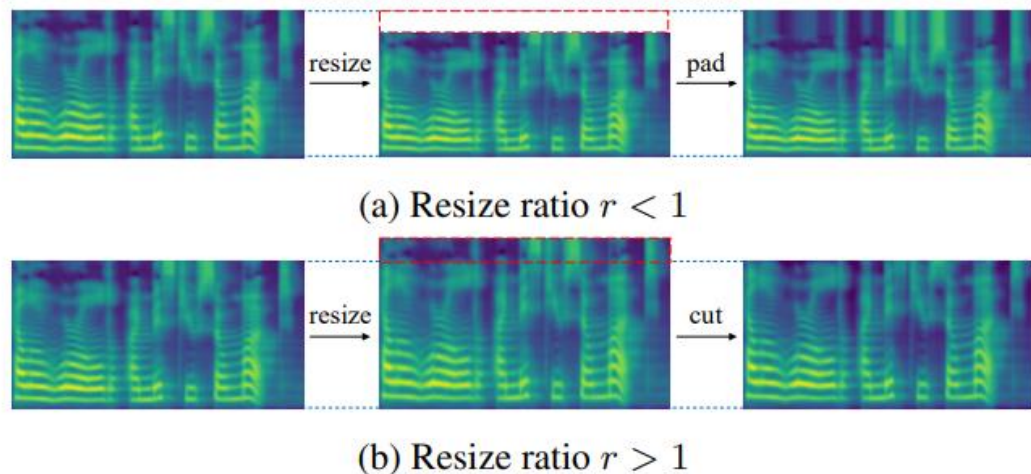 resize pad
(a) Resize ratio r < 1
resize cut
(b) Resize ratio r > 1